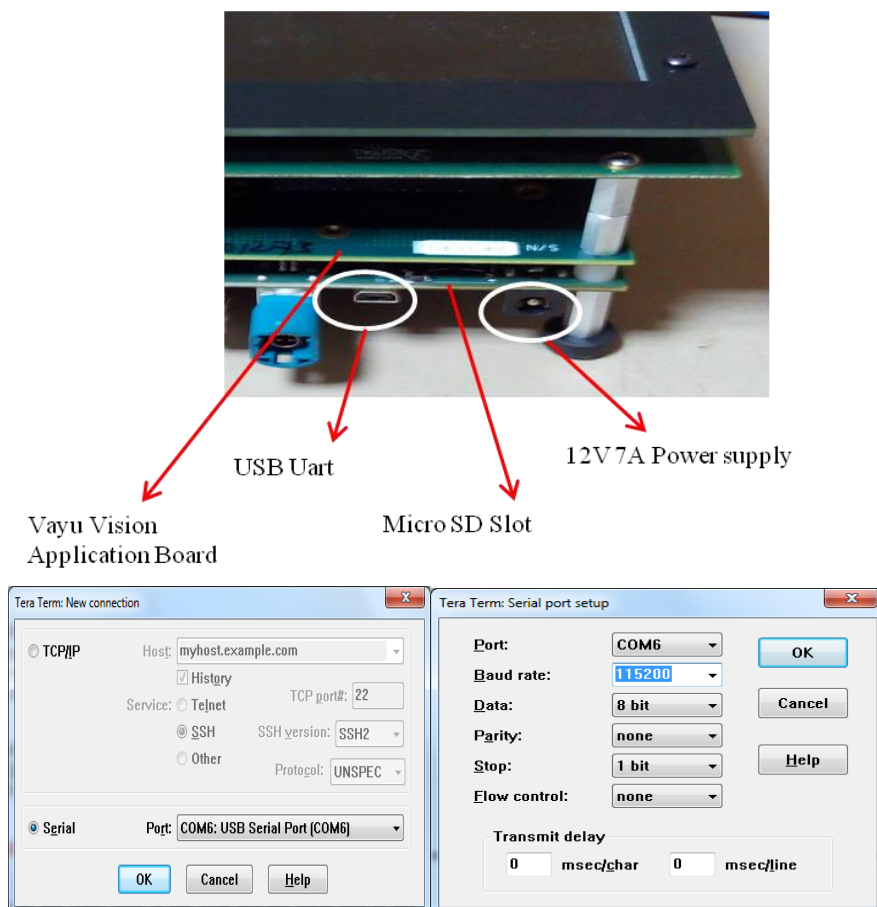 S/N
USB Uart
12V 7A Power supply
Vayu Vision
Application Board
Micro SD Slot
Tera Term: New connection
TCP/IP
Host: myhost.example.com
History
Service: Telnet
TCP port#: 22
SSH
SSH version: SSH2
Other
Protocol: UNSPEC
Serial
Port: COM6: USB Serial Port (COM6)
OK
Cancel
Help
Tera Term: Serial port setup
Port: COM6
OK
Baud rate: 115200
Data: 8 bit
Cancel
Parity: none
Stop: 1 bit
Help
Flow control: none
Transmit delay
0 msec/char 0 msec/line